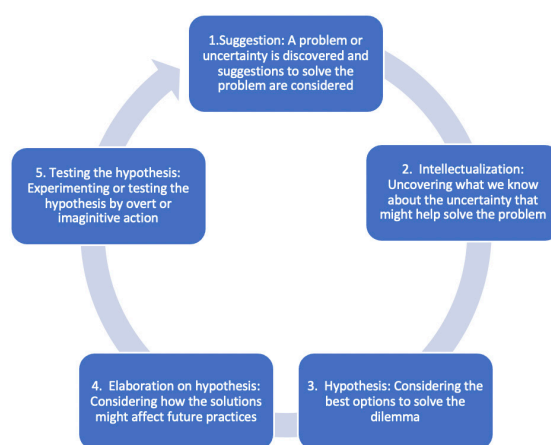 1.Suggestion: A problem or
uncertainty is discovered and
suggestions to solve the
problem are considered
2. Intellectualization:
Uncovering what we know
about the uncertainty that
might help solve the problem
3. Hypothesis: Considering the
best options to solve the
dilemma
4. Elaboration on hypothesis:
Considering how the solutions
might affect future practices
5. Testing the hypothesis:
Experimenting or testing the
hypothesis by overt or
imaginitive action